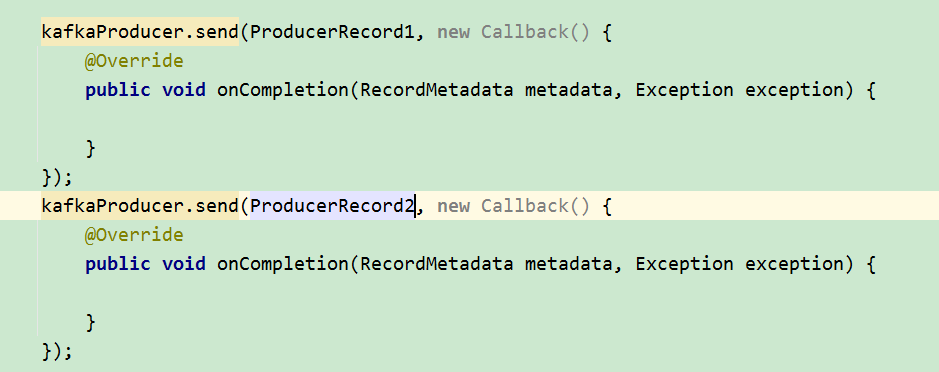 kafkaProducer.send(ProducerRecord1, new Callback() {
@Override
public void onCompletion(RecordMetadata metadata, Exception exception) {
}
});
kafkaProducer.send(ProducerRecord2, new Callback() {
@Override
public void onCompletion(RecordMetadata metadata, Exception exception) {
}
});